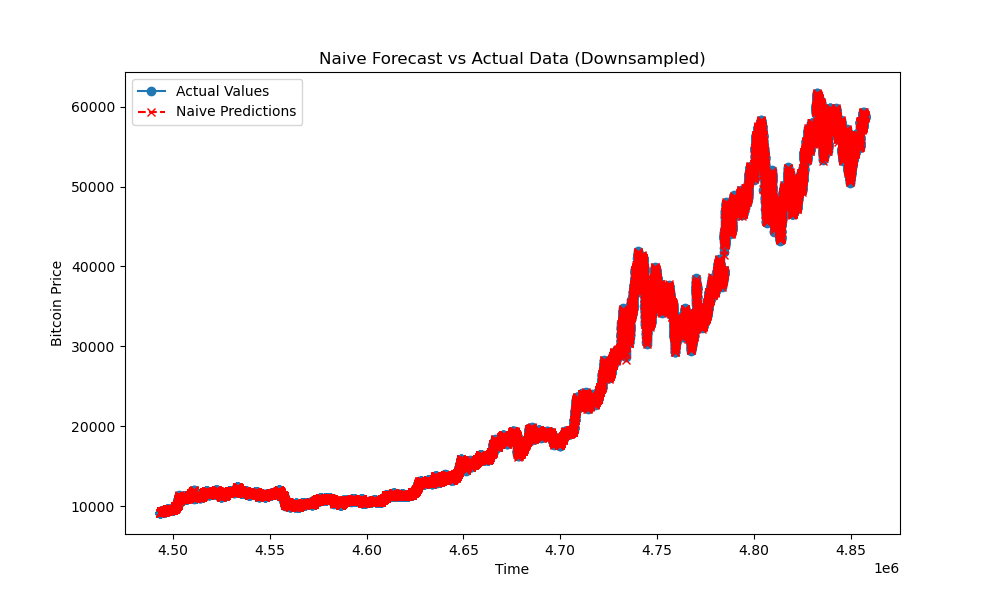 Naive Forecast vs Actual Data (Downsampled)
Actual Values
Naive Predictions
Bitcoin Price
60000
50000
40000
30000
20000
10000
4.50 4.55 4.60 4.65 4.70 4.75 4.80 4.85
1e6
Time